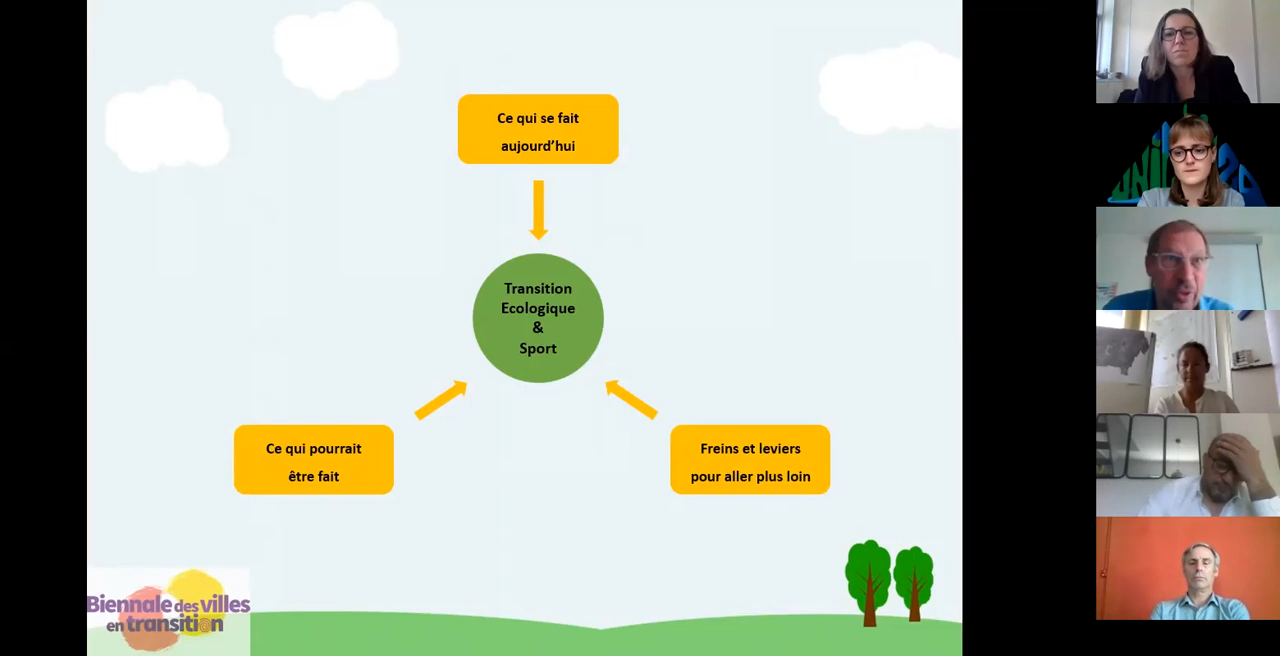 Ce qui se fait
aujourd’hui
Transition
Ecologique
&
Sport
Ce qui pourrait
être fait
Freins et leviers
pour aller plus loin
Biennale des villes
en transition